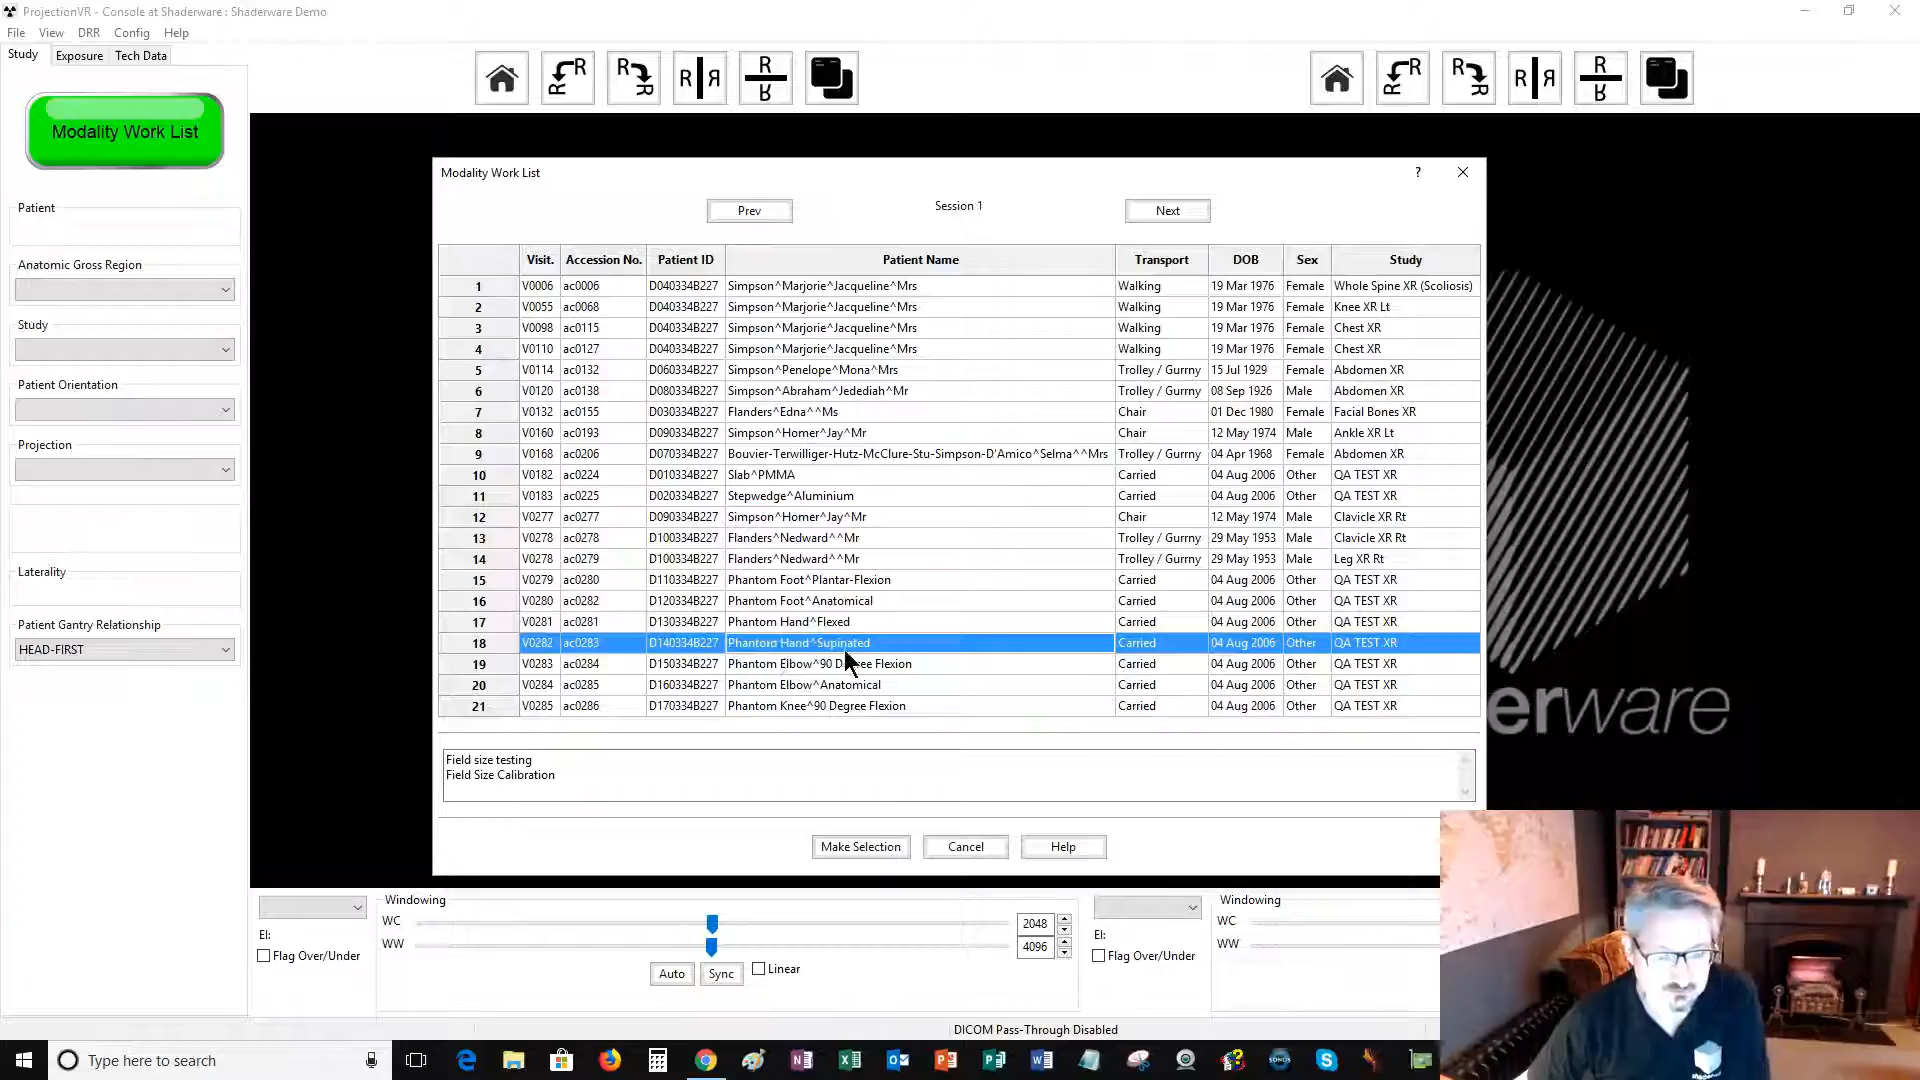 ProjectionVR - Console at Shaderware : Shaderware Demo
File View DRR Config Help
Study Exposure Tech Data
Modality Work List
Patient
Anatomic Gross Region
Study
Patient Orientation
Projection
Laterality
Patient Gantry Relationship
HEAD-FIRST
Modality Work List
Prev Session 1 Next
Visit. Accession No. Patient ID Patient Name Transport DOB Sex Study
1 V0006 ac0006 D040334B227 Simpson^Marjorie^Jacqueline^Mrs Walking 19 Mar 1976 Female Whole Spine XR (Scoliosis)
2 V0055 ac0068 D040334B227 Simpson^Marjorie^Jacqueline^Mrs Walking 19 Mar 1976 Female Knee XR Lt
3 V0098 ac0115 D040334B227 Simpson^Marjorie^Jacqueline^Mrs Walking 19 Mar 1976 Female Chest XR
4 V0110 ac0127 D040334B227 Simpson^Marjorie^Jacqueline^Mrs Walking 19 Mar 1976 Female Chest XR
5 V0114 ac0132 D060334B227 Simpson^Penelope^Mona^Mrs Trolley / Gurrny 15 Jul 1929 Female Abdomen XR
6 V0120 ac0138 D080334B227 Simpson^Abraham^Jedediah^Mr Trolley / Gurrny 08 Sep 1926 Male Abdomen XR
7 V0132 ac0155 D030334B227 Flanders^Edna^^Ms Chair 01 Dec 1980 Female Facial Bones XR
8 V0160 ac0193 D090334B227 Simpson^Homer^Jay^Mr Chair 12 May 1974 Male Ankle XR Lt
9 V0168 ac0206 D070334B227 Bouvier-Terwilliger-Hutz-McClure-Stu-Simpson-D'Amico^Selma^^Mrs Trolley / Gurrny 04 Apr 1968 Female Abdomen XR
10 V0182 ac0224 D010334B227 Slab^PMMA Carried 04 Aug 2006 Other QA TEST XR
11 V0183 ac0225 D020334B227 Stepwedge^Aluminium Carried 04 Aug 2006 Other QA TEST XR
12 V0277 ac0277 D090334B227 Simpson^Homer^Jay^Mr Chair 12 May 1974 Male Clavicle XR Rt
13 V0278 ac0278 D100334B227 Flanders^Nedward^^Mr Trolley / Gurrny 29 May 1953 Male Clavicle XR Rt
14 V0278 ac0279 D100334B227 Flanders^Nedward^^Mr Trolley / Gurrny 29 May 1953 Male Leg XR Rt
15 V0279 ac0280 D110334B227 Phantom Foot^Plantar-Flexion Carried 04 Aug 2006 Other QA TEST XR
16 V0280 ac0282 D120334B227 Phantom Foot^Anatomical Carried 04 Aug 2006 Other QA TEST XR
17 V0281 ac0281 D130334B227 Phantom Hand^Flexed Carried 04 Aug 2006 Other QA TEST XR
18 V0282 ac0283 D140334B227 Phantom Hand^Supinated Carried 04 Aug 2006 Other QA TEST XR
19 V0283 ac0284 D150334B227 Phantom Elbow^90 Degree Flexion Carried 04 Aug 2006 Other QA TEST XR
20 V0284 ac0285 D160334B227 Phantom Elbow^Anatomical Carried 04 Aug 2006 Other QA TEST XR
21 V0285 ac0286 D170334B227 Phantom Knee^90 Degree Flexion Carried 04 Aug 2006 Other QA TEST XR
erware
Field size testing
Field Size Calibration
Make Selection Cancel Help
Windowing Windowing
WC 2048 WC
EI: EI:
WW 4096 WW
Flag Over/Under Flag Over/Under
Auto Sync Linear
DICOM Pass-Through Disabled
Type here to search